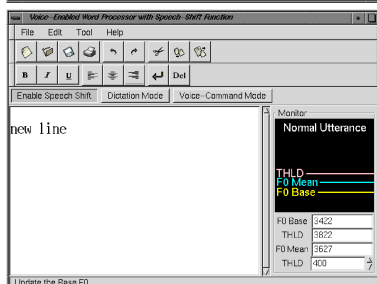 Voice-Enabled Word Processor with Speech-Shift Function
File Edit Tool Help
B I U Del
Enable Speech Shift Dictation Mode Voice-Command Mode
new line
Monitor
Normal Utterance
THLD
F0 Mean
F0 Base
F0 Base 3422
THLD 3822
F0 Mean 3627
THLD 400
Update the Base F0